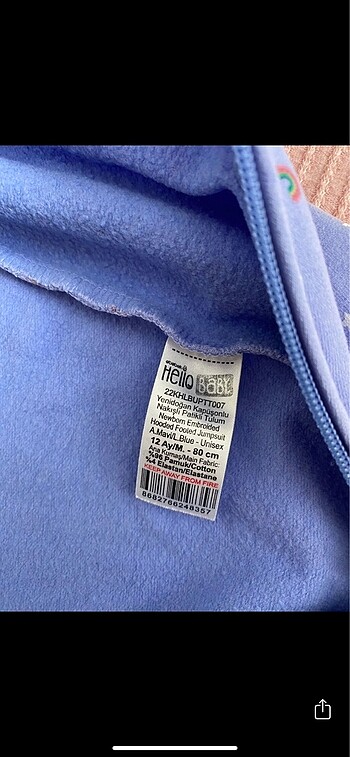 Hello BABY
22KHLBUPTT007
Yenidoğan Kapüşonlu
Nakışlı Patikli Tulum
Newborn Embroided
Hooded Footed Jumpsuit
A.Mavi/L.Blue - Unisex
12 Ay/M. - 80 cm
Ana Kumaş/Main Fabric:
%96 Pamuk/Cotton
%4 Elastan/Elastane
KEEP AWAY FROM FIRE
8682766248357